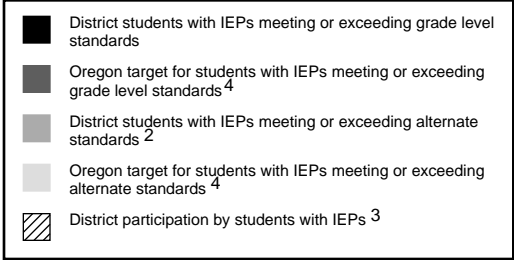 District students with IEPs meeting or exceeding grade level
standards
Oregon target for students with IEPs meeting or exceeding
grade level standards 4
District students with IEPs meeting or exceeding alternate
standards 2
Oregon target for students with IEPs meeting or exceeding
alternate standards 4
District participation by students with IEPs 3